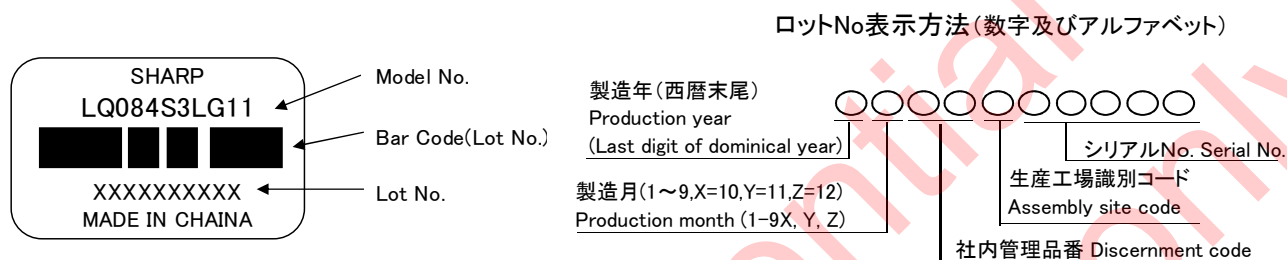 ロットNo表示方法(数字及びアルファベット)
SHARP
LQ084S3LG11
XXXXXXXXXX
MADE IN CHAINA
Model No.
Bar Code(Lot No.)
Lot No.
製造年(西暦末尾)
Production year
(Last digit of dominical year)
製造月(1~9,X=10,Y=11,Z=12)
Production month (1-9X, Y, Z)
シリアルNo. Serial No.
生産工場識別コード
Assembly site code
社内管理品番 Discernment code